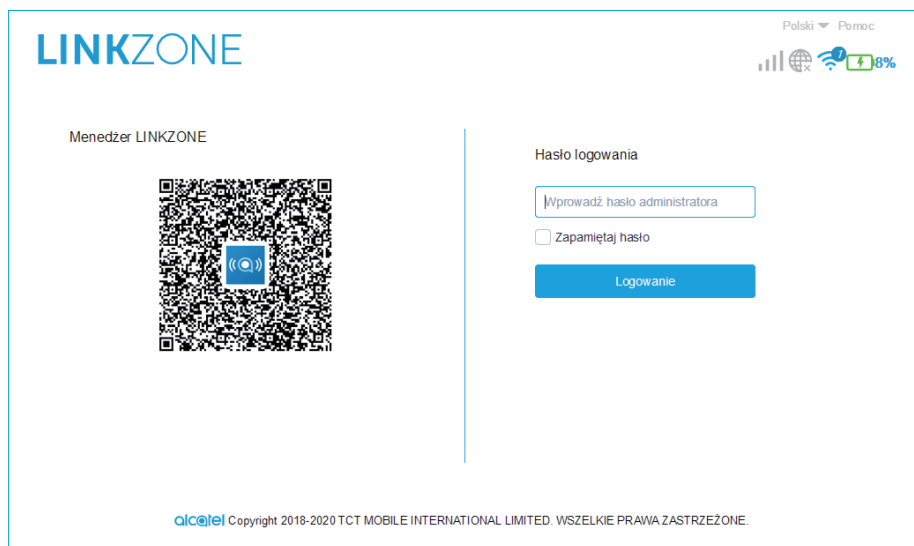 Polski Pomoc
LINKZONE
7
8%
Menedżer LINKZONE
Hasło logowania
Wprowadź hasło administratora
Zapamiętaj hasło
Logowanie
alcatel Copyright 2018-2020 TCT MOBILE INTERNATIONAL LIMITED. WSZELKIE PRAWA ZASTRZEŻONE.